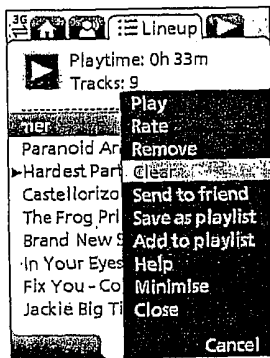 3G
Lineup
Playtime: 0h 33m
Tracks: 9
Play
Rate
Remove
Clear
Send to friend
Save as playlist
Add to playlist
Help
Minimise
Close
Cancel
Paranoid An
Hardest Part
Castellorizo
The Frog Pri
Brand New S
In Your Eyes
Fix You - Co
Jackie Big Ti